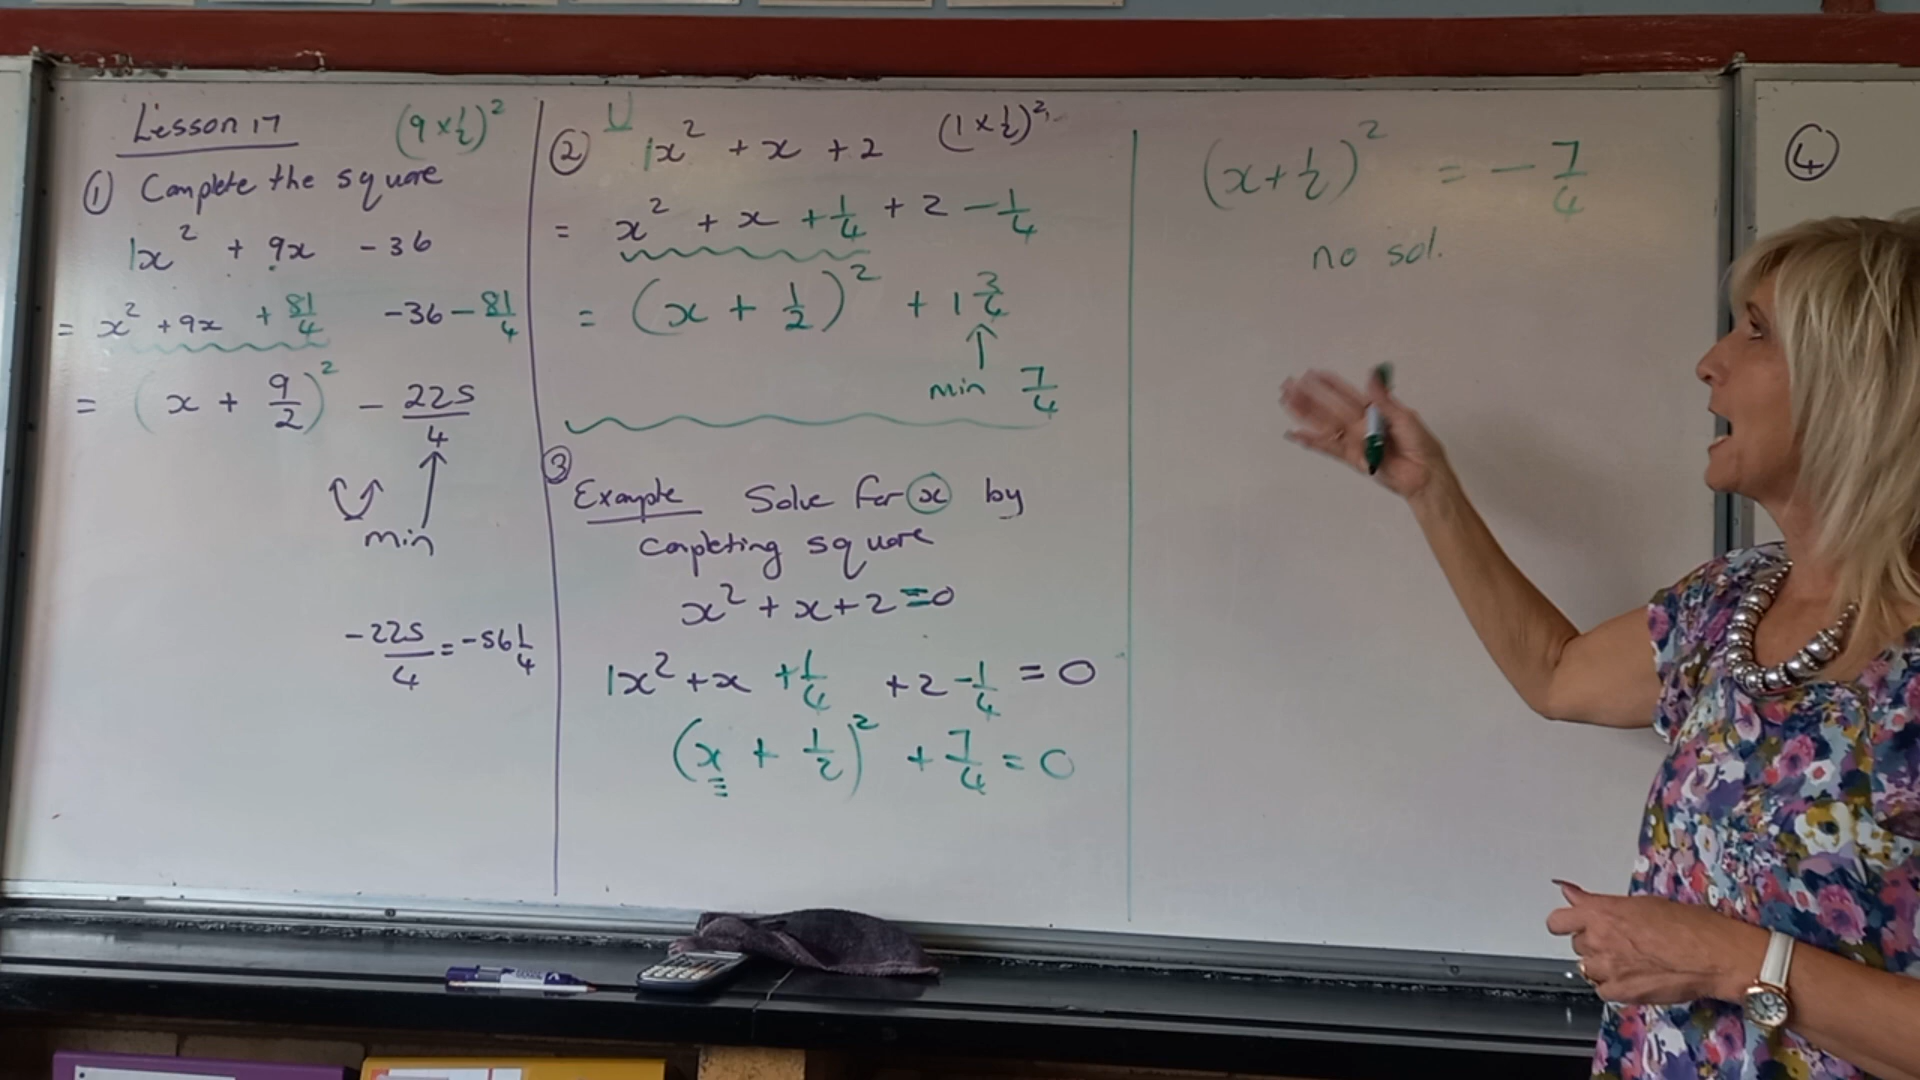 Lesson 17
(9 × 1/2)²
① Complete the square
1x² + 9x - 36
= x² + 9x + 81/4 - 36 - 81/4
= (x + 9/2)² - 225/4
min
-225/4 = -56 1/4
② 1x² + x + 2 (1 × 1/2)²
= x² + x + 1/4 + 2 - 1/4
= (x + 1/2)² + 1 3/4
min 7/4
③
Example Solve for x by
completing square
x² + x + 2 = 0
1x² + x + 1/4 + 2 - 1/4 = 0
(x + 1/2)² + 7/4 = 0
(x + 1/2)² = - 7/4
no sol.
④